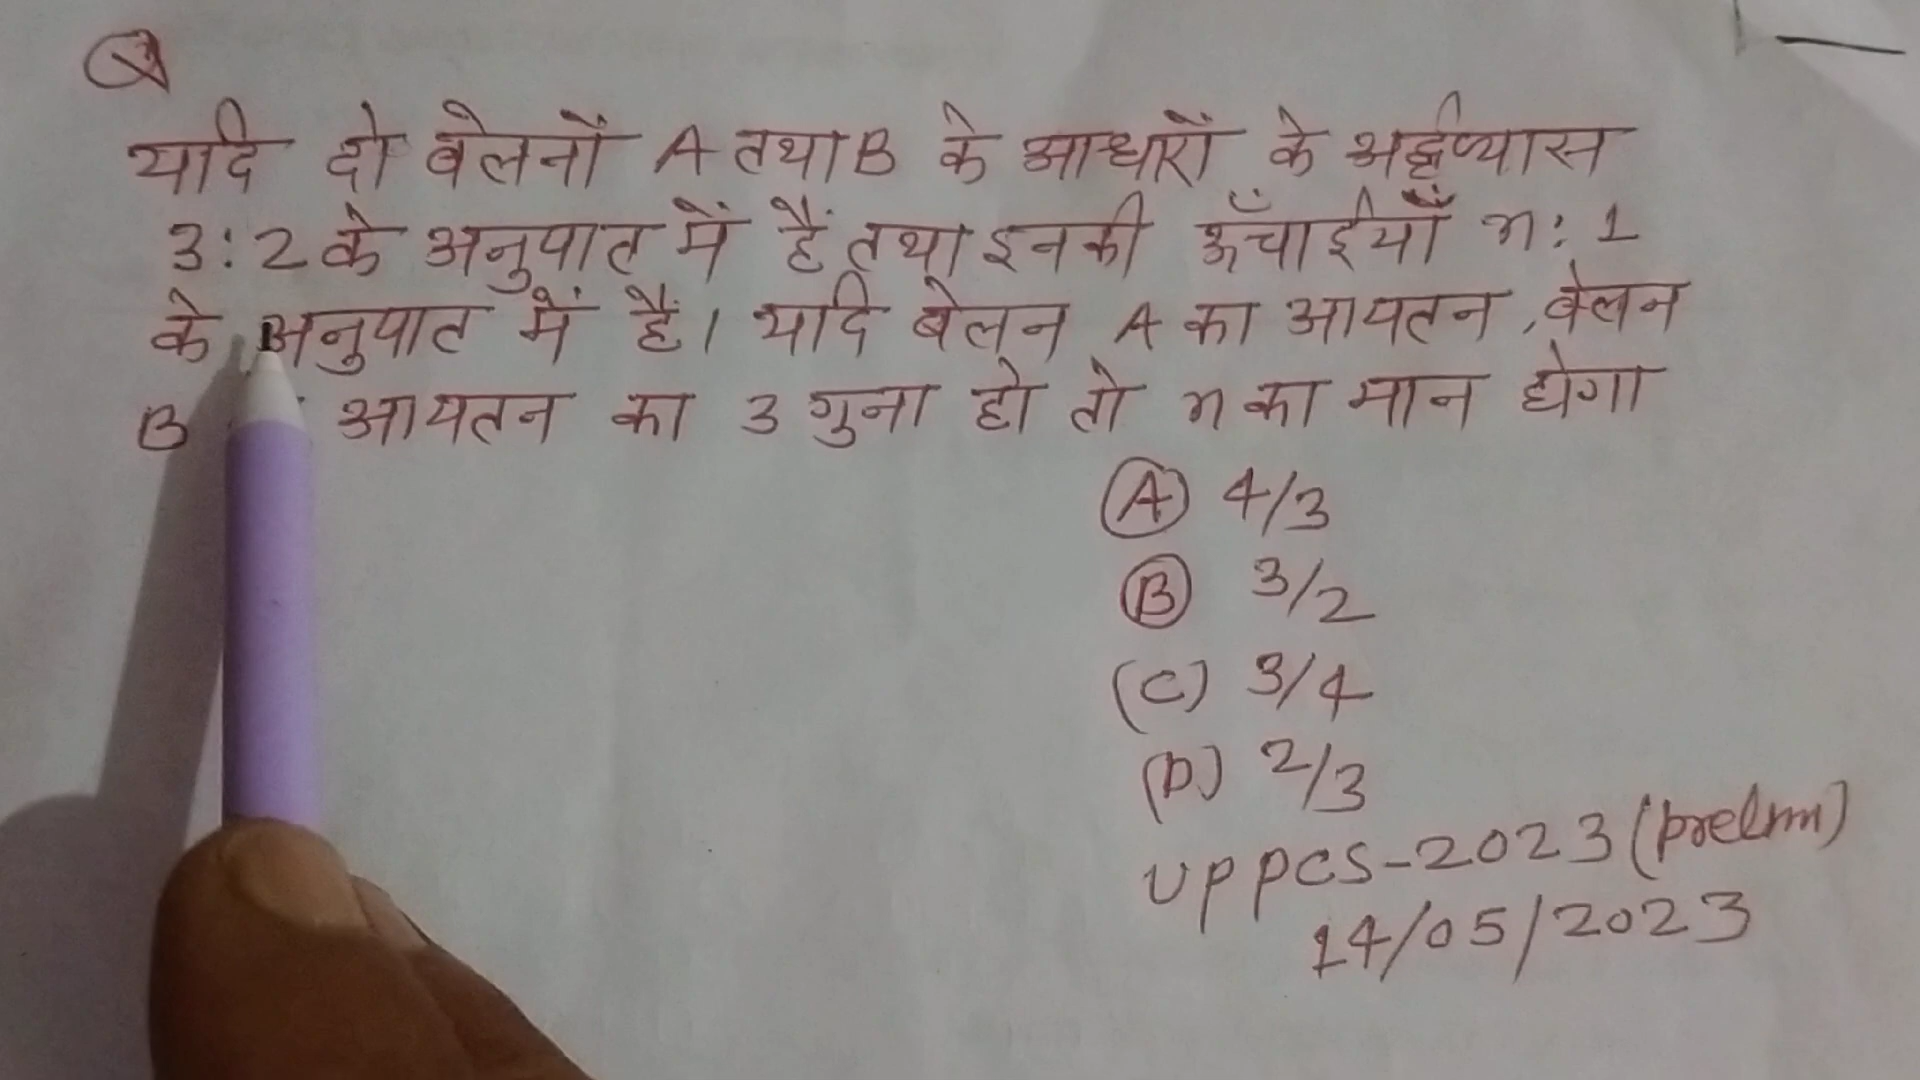 Q
यदि दो बेलनों A तथा B के आधारों के अर्द्धव्यास
3:2 के अनुपात में हैं तथा इनकी ऊँचाईयाँ n: 1
के अनुपात में है। यदि बेलन A का आयतन, बेलन
B आयतन का 3 गुना हो तो n का मान होगा
(A) 4/3
(B) 3/2
(C) 3/4
(D) 2/3
UPPCS-2023 (prelm)
14/05/2023